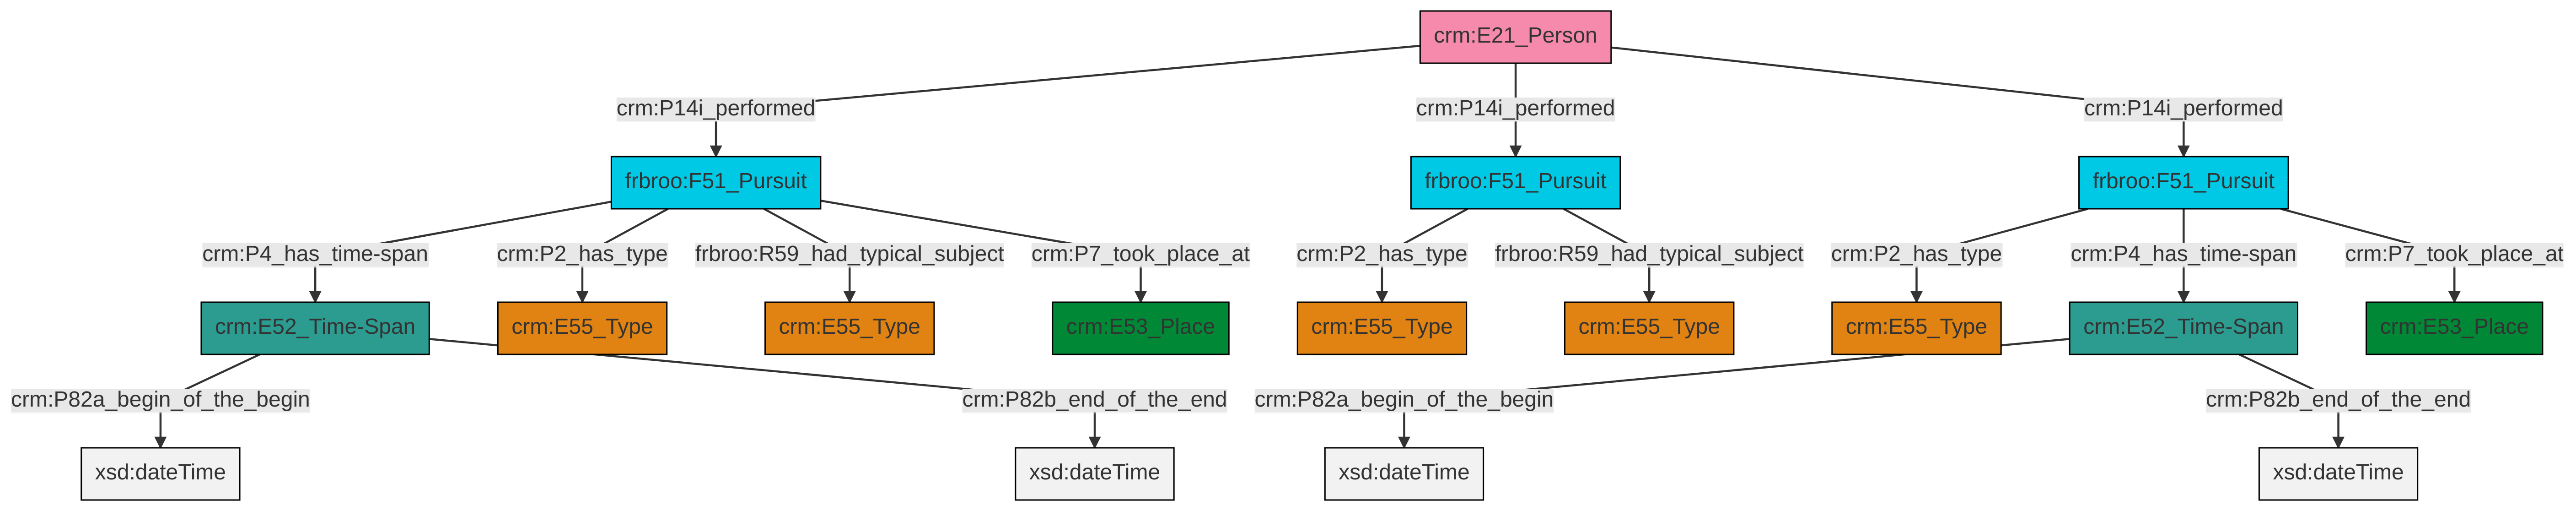 crm:E21_Person
crm:P14i_performed
crm:P14i_performed
crm:P14i_performed
frbroo:F51_Pursuit
frbroo:F51_Pursuit
frbroo:F51_Pursuit
crm:P4_has_time-span
crm:P2_has_type
frbroo:R59_had_typical_subject
crm:P7_took_place_at
crm:P2_has_type
frbroo:R59_had_typical_subject
crm:P2_has_type
crm:P4_has_time-span
crm:P7_took_place_at
crm:E52_Time-Span
crm:E55_Type
crm:E55_Type
crm:E53_Place
crm:E55_Type
crm:E55_Type
crm:E55_Type
crm:E52_Time-Span
crm:E53_Place
crm:P82a_begin_of_the_begin
crm:P82b_end_of_the_end
crm:P82a_begin_of_the_begin
crm:P82b_end_of_the_end
xsd:dateTime
xsd:dateTime
xsd:dateTime
xsd:dateTime